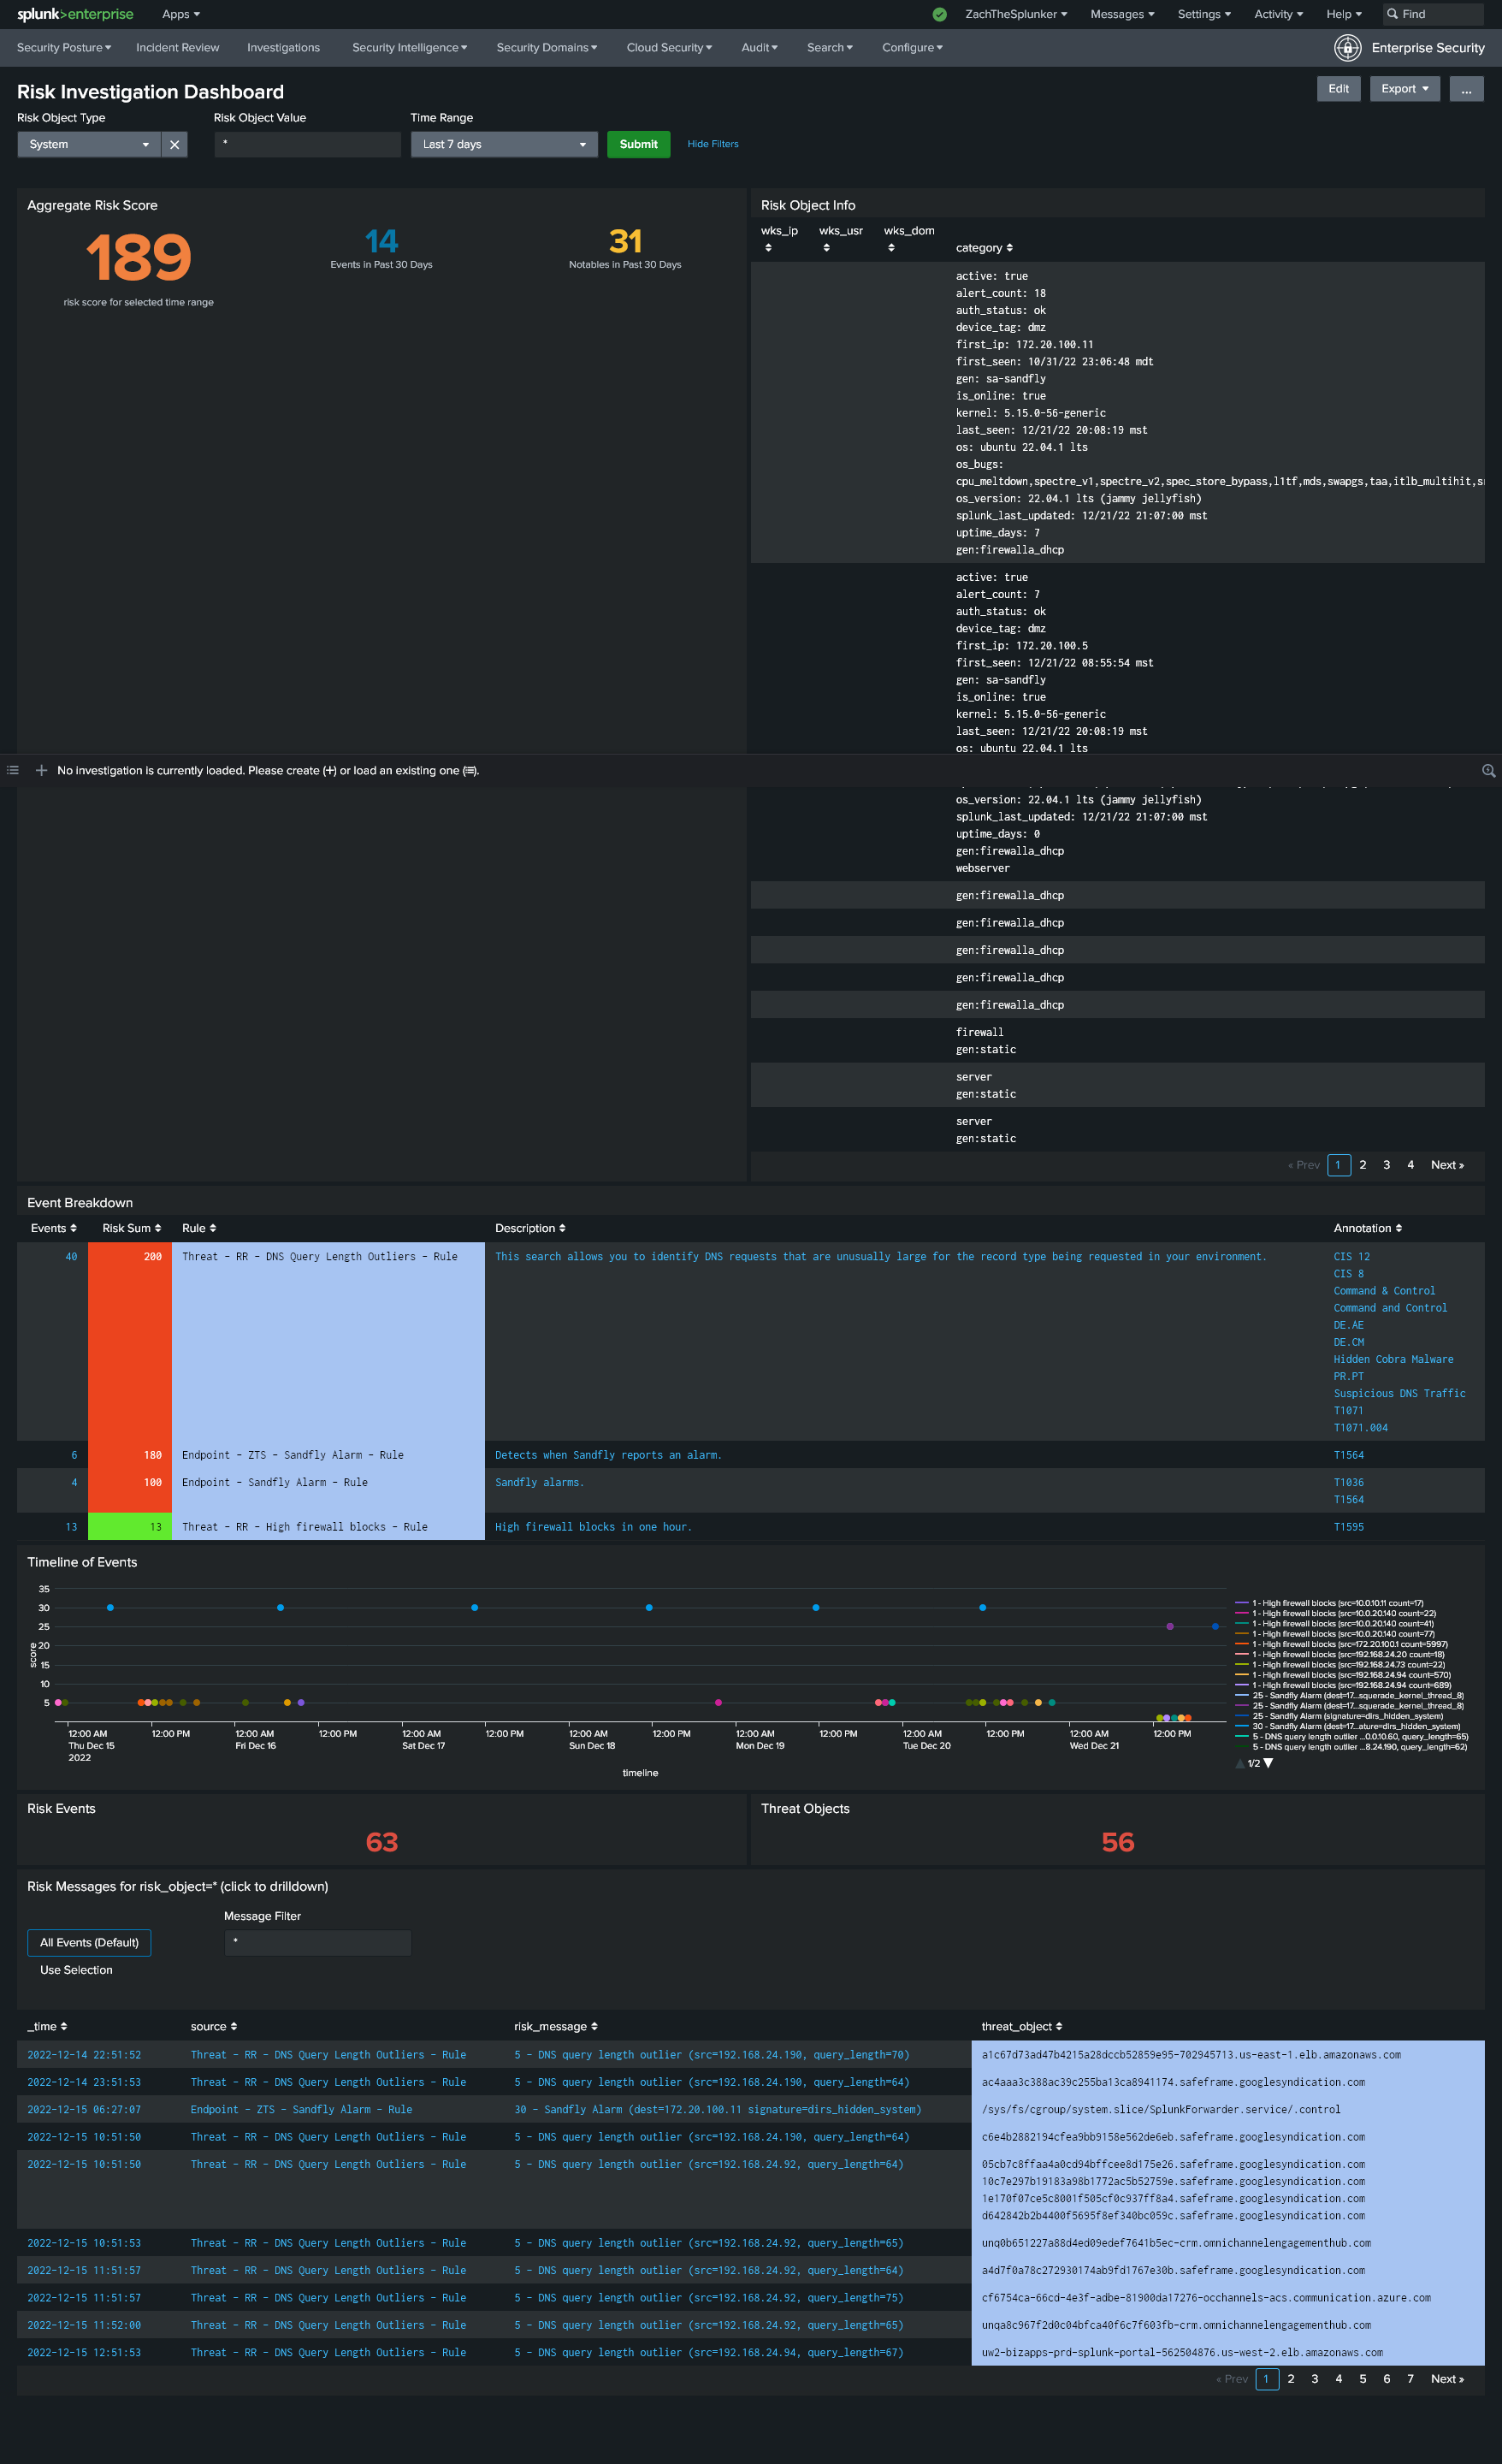 splunk>enterprise Apps ZachTheSplunker Messages Settings Activity Help Find
Security Posture Incident Review Investigations Security Intelligence Security Domains Cloud Security Audit Search Configure Enterprise Security
Risk Investigation Dashboard
Edit Export ...
Risk Object Type Risk Object Value Time Range
System * Last 7 days Submit Hide Filters
Aggregate Risk Score
189
risk score for selected time range
14
Events in Past 30 Days
31
Notables in Past 30 Days
Risk Object Info
wks_ip wks_usr wks_dom category
active: true
alert_count: 18
auth_status: ok
device_tag: dmz
first_ip: 172.20.100.11
first_seen: 10/31/22 23:06:48 mdt
gen: sa-sandfly
is_online: true
kernel: 5.15.0-56-generic
last_seen: 12/21/22 20:08:19 mst
os: ubuntu 22.04.1 lts
os_bugs:
cpu_meltdown,spectre_v1,spectre_v2,spec_store_bypass,l1tf,mds,swapgs,taa,itlb_multihit,
os_version: 22.04.1 lts (jammy jellyfish)
splunk_last_updated: 12/21/22 21:07:00 mst
uptime_days: 7
gen:firewalla_dhcp
active: true
alert_count: 7
auth_status: ok
device_tag: dmz
first_ip: 172.20.100.5
first_seen: 12/21/22 08:55:54 mst
gen: sa-sandfly
is_online: true
kernel: 5.15.0-56-generic
last_seen: 12/21/22 20:08:19 mst
os: ubuntu 22.04.1 lts
No investigation is currently loaded. Please create (+) or load an existing one (≡).
os_version: 22.04.1 lts (jammy jellyfish)
splunk_last_updated: 12/21/22 21:07:00 mst
uptime_days: 0
gen:firewalla_dhcp
webserver
gen:firewalla_dhcp
gen:firewalla_dhcp
gen:firewalla_dhcp
gen:firewalla_dhcp
gen:firewalla_dhcp
firewall
gen:static
server
gen:static
server
gen:static
« Prev 1 2 3 4 Next »
Event Breakdown
Events Risk Sum Rule Description Annotation
40 200 Threat - RR - DNS Query Length Outliers - Rule This search allows you to identify DNS requests that are unusually large for the record type being requested in your environment. CIS 12
CIS 8
Command & Control
Command and Control
DE.AE
DE.CM
Hidden Cobra Malware
PR.PT
Suspicious DNS Traffic
T1071
T1071.004
6 180 Endpoint - ZTS - Sandfly Alarm - Rule Detects when Sandfly reports an alarm. T1564
4 100 Endpoint - Sandfly Alarm - Rule Sandfly alarms. T1036
T1564
13 13 Threat - RR - High firewall blocks - Rule High firewall blocks in one hour. T1595
Timeline of Events
score
35
30
25
20
15
10
5
12:00 AM 12:00 PM 12:00 AM 12:00 PM 12:00 AM 12:00 PM 12:00 AM 12:00 PM 12:00 AM 12:00 PM 12:00 AM 12:00 PM 12:00 AM 12:00 PM
Thu Dec 15 Fri Dec 16 Sat Dec 17 Sun Dec 18 Mon Dec 19 Tue Dec 20 Wed Dec 21
2022
timeline
1 - High firewall blocks (src=10.0.10.11 count=17)
1 - High firewall blocks (src=10.0.20.140 count=22)
1 - High firewall blocks (src=10.0.20.140 count=41)
1 - High firewall blocks (src=10.0.20.140 count=77)
1 - High firewall blocks (src=172.20.100.1 count=5997)
1 - High firewall blocks (src=192.168.24.20 count=18)
1 - High firewall blocks (src=192.168.24.73 count=22)
1 - High firewall blocks (src=192.168.24.94 count=570)
1 - High firewall blocks (src=192.168.24.94 count=689)
25 - Sandfly Alarm (dest=17...squerade_kernel_thread_8)
25 - Sandfly Alarm (dest=17...squerade_kernel_thread_8)
25 - Sandfly Alarm (signature=dirs_hidden_system)
30 - Sandfly Alarm (dest=17...ature=dirs_hidden_system)
5 - DNS query length outlier ...0.0.10.60, query_length=65)
5 - DNS query length outlier ...8.24.190, query_length=62)
1/2
Risk Events
63
Threat Objects
56
Risk Messages for risk_object=* (click to drilldown)
Message Filter
All Events (Default) *
Use Selection
_time source risk_message threat_object
2022-12-14 22:51:52 Threat - RR - DNS Query Length Outliers - Rule 5 - DNS query length outlier (src=192.168.24.190, query_length=70) a1c67d73ad47b4215a28dccb52859e95-702945713.us-east-1.elb.amazonaws.com
2022-12-14 23:51:53 Threat - RR - DNS Query Length Outliers - Rule 5 - DNS query length outlier (src=192.168.24.190, query_length=64) ac4aaa3c388ac39c255ba13ca8941174.safeframe.googlesyndication.com
2022-12-15 06:27:07 Endpoint - ZTS - Sandfly Alarm - Rule 30 - Sandfly Alarm (dest=172.20.100.11 signature=dirs_hidden_system) /sys/fs/cgroup/system.slice/SplunkForwarder.service/.control
2022-12-15 10:51:50 Threat - RR - DNS Query Length Outliers - Rule 5 - DNS query length outlier (src=192.168.24.190, query_length=64) c6e4b2882194cfea9bb9158e562de6eb.safeframe.googlesyndication.com
2022-12-15 10:51:50 Threat - RR - DNS Query Length Outliers - Rule 5 - DNS query length outlier (src=192.168.24.92, query_length=64) 05cb7c8ffaa4a0cd94bffcee8d175e26.safeframe.googlesyndication.com
10c7e297b19183a98b1772ac5b52759e.safeframe.googlesyndication.com
1e170f07ce5c8001f505cf0c937ff8a4.safeframe.googlesyndication.com
d642842b2b4400f5695f8ef340bc059c.safeframe.googlesyndication.com
2022-12-15 10:51:53 Threat - RR - DNS Query Length Outliers - Rule 5 - DNS query length outlier (src=192.168.24.92, query_length=65) unq0b651227a88d4ed09edef7641b5ec-crm.omnichannelengagementhub.com
2022-12-15 11:51:57 Threat - RR - DNS Query Length Outliers - Rule 5 - DNS query length outlier (src=192.168.24.92, query_length=64) a4d7f0a78c272930174ab9fd1767e30b.safeframe.googlesyndication.com
2022-12-15 11:51:57 Threat - RR - DNS Query Length Outliers - Rule 5 - DNS query length outlier (src=192.168.24.92, query_length=75) cf6754ca-66cd-4e3f-adbe-81900da17276-occhannels-acs.communication.azure.com
2022-12-15 11:52:00 Threat - RR - DNS Query Length Outliers - Rule 5 - DNS query length outlier (src=192.168.24.92, query_length=65) unqa8c967f2d0c04bfca40f6c7f603fb-crm.omnichannelengagementhub.com
2022-12-15 12:51:53 Threat - RR - DNS Query Length Outliers - Rule 5 - DNS query length outlier (src=192.168.24.94, query_length=67) uw2-bizapps-prd-splunk-portal-562504876.us-west-2.elb.amazonaws.com
« Prev 1 2 3 4 5 6 7 Next »